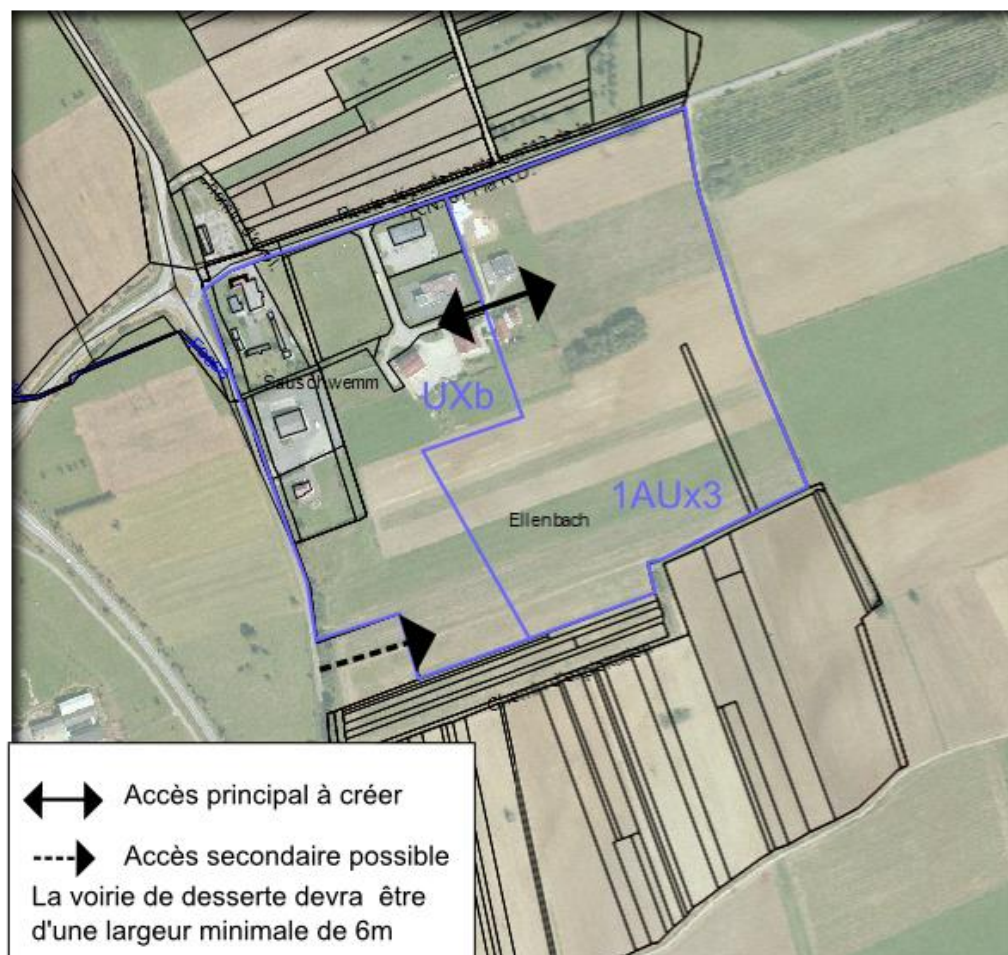 Sauschwemm
UXb
1AUx3
Ellenbach
Accès principal à créer
Accès secondaire possible
La voirie de desserte devra être
d'une largeur minimale de 6m